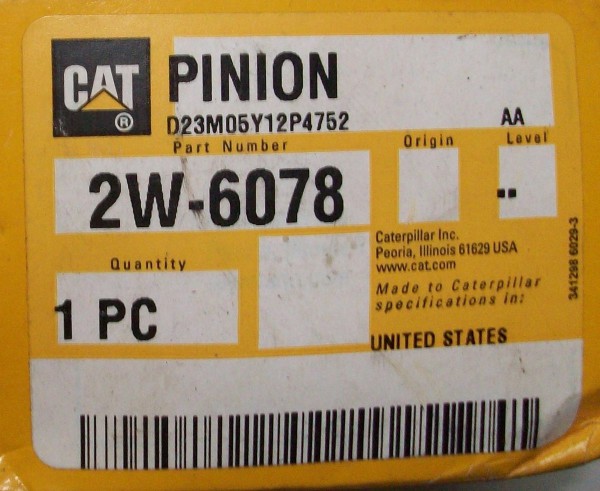 CAT
®
PINION
D23M05Y12P4752
AA
Part Number
Origin
Level
2W-6078
--
Caterpillar Inc.
Peoria, Illinois 61629 USA
www.cat.com
Quantity
1 PC
Made to Caterpillar
specifications in:
UNITED STATES
341298 6029-3